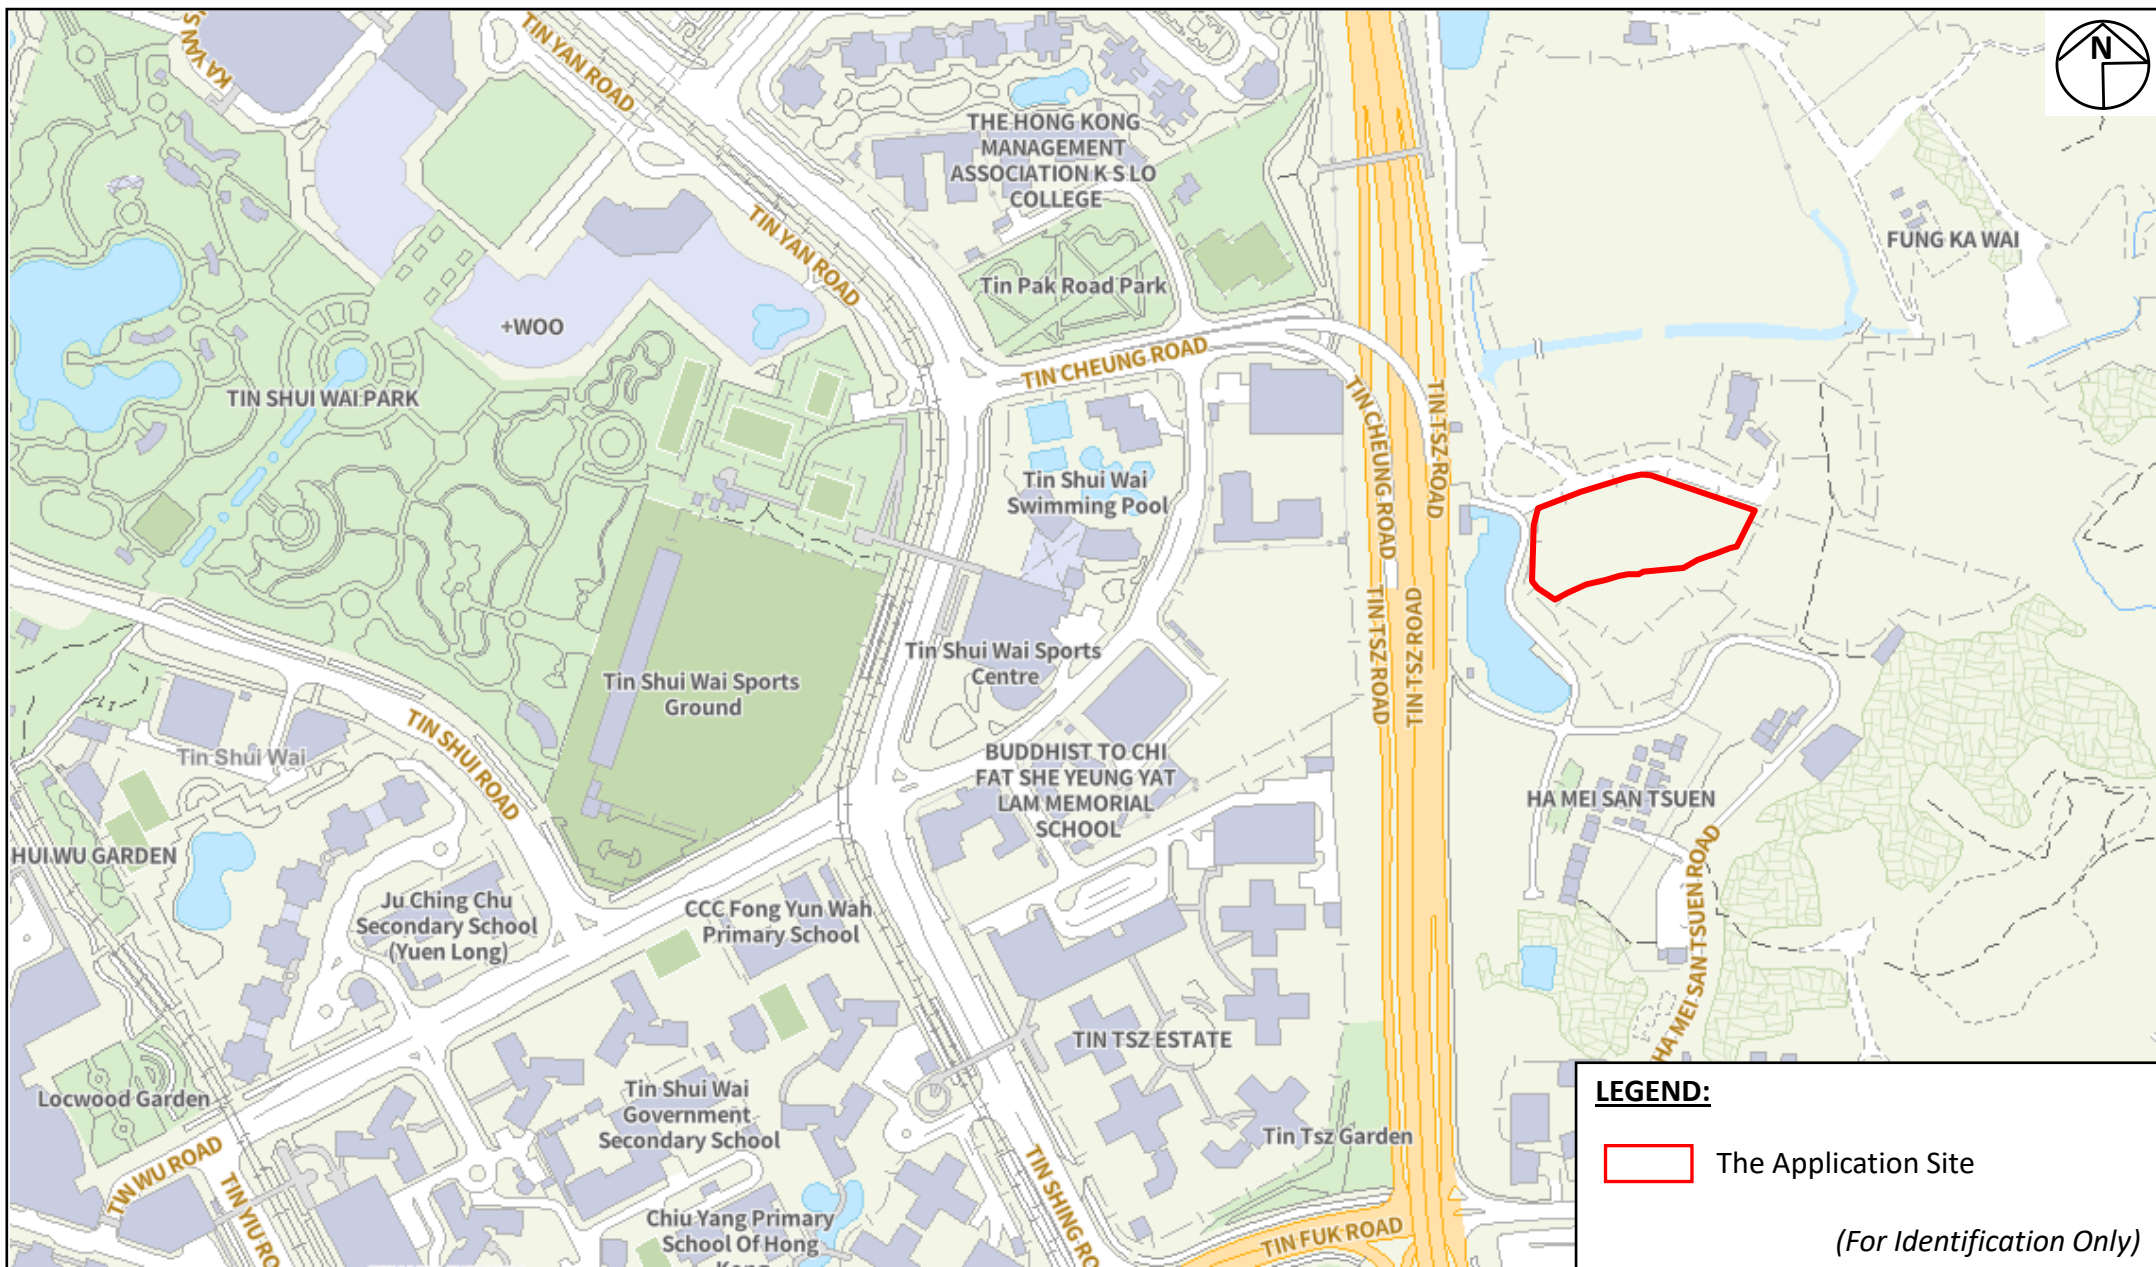 N
KA YAN S
TIN YAN ROAD
THE HONG KONG
MANAGEMENT
ASSOCIATION K S LO
COLLEGE
TIN YAN ROAD
FUNG KA WAI
Tin Pak Road Park
+WOO
TIN CHEUNG ROAD
TIN SHUI WAI PARK
TIN CHEUNG ROAD
TIN TSZ ROAD
Tin Shui Wai
Swimming Pool
TIN TSZ ROAD
TIN TSZ ROAD
Tin Shui Wai Sports
Centre
Tin Shui Wai Sports
Ground
TIN SHUI ROAD
Tin Shui Wai
BUDDHIST TO CHI
FAT SHE YEUNG YAT
LAM MEMORIAL
SCHOOL
HA MEI SAN TSUEN
HUI WU GARDEN
Ju Ching Chu
Secondary School
(Yuen Long)
CCC Fong Yun Wah
Primary School
HA MEI SAN TSUEN ROAD
TIN TSZ ESTATE
Locwood Garden
Tin Shui Wai
Government
Secondary School
Tin Tsz Garden
TIN WU ROAD
TIN YIU RO
TIN SHING RO
Chiu Yang Primary
School Of Hong
Kong
TIN FUK ROAD
LEGEND:
The Application Site
(For Identification Only)